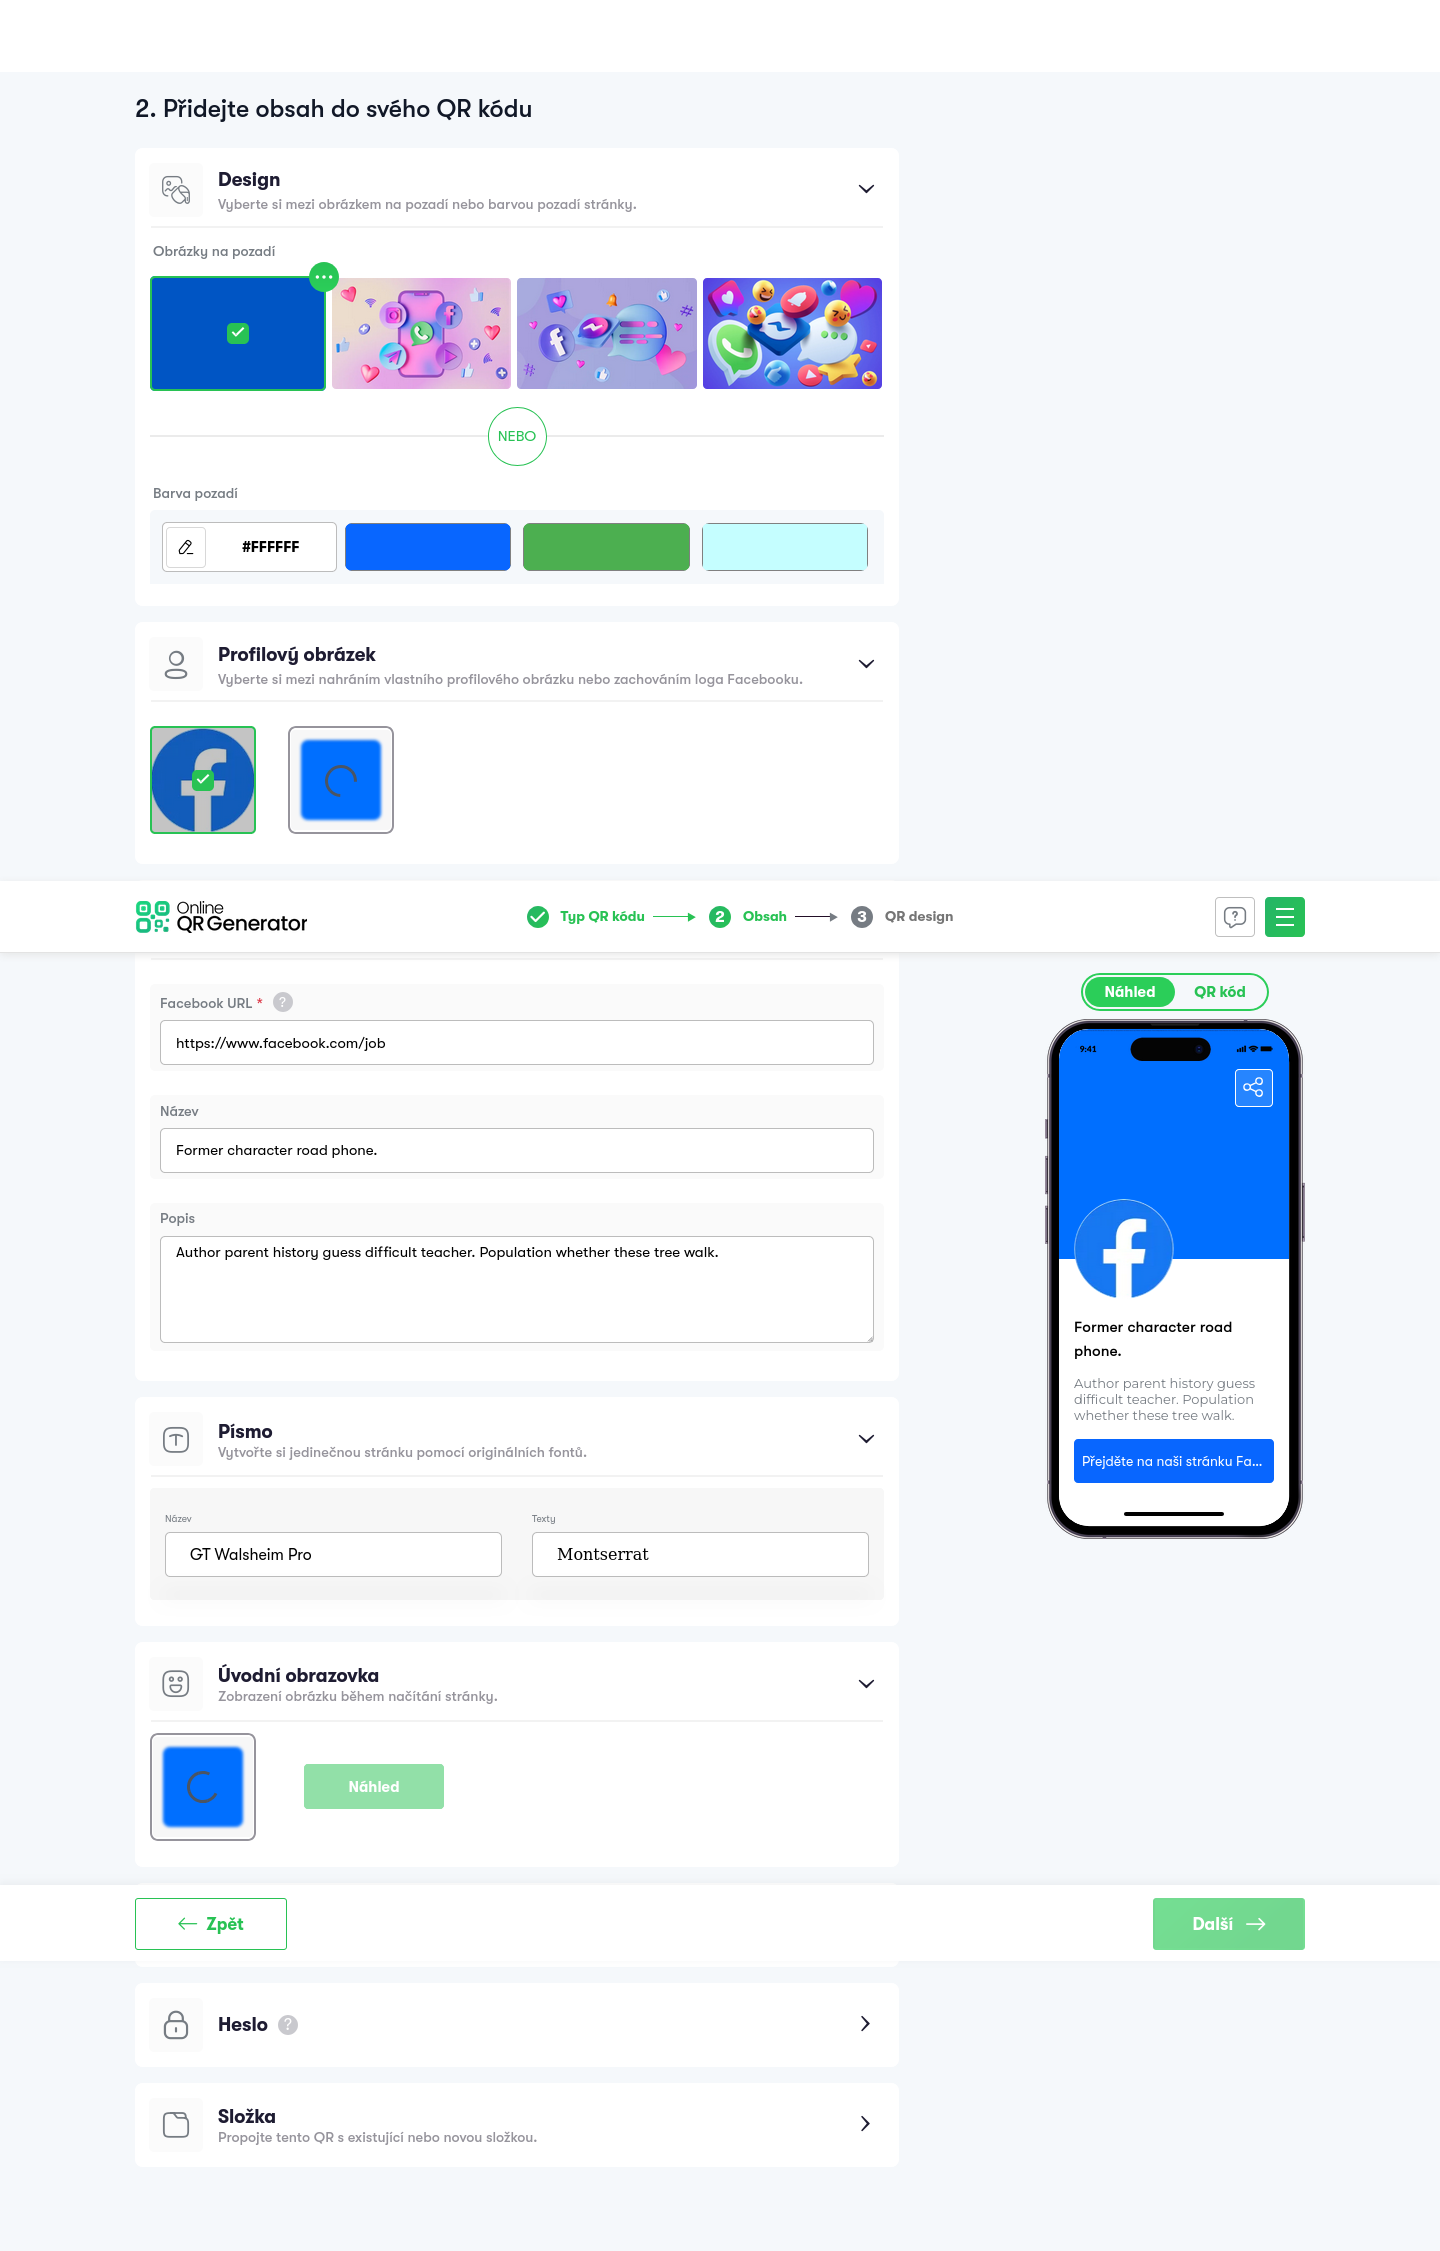 2. Přidejte obsah do svého QR kódu
Design
Vyberte si mezi obrázkem na pozadí nebo barvou pozadí stránky.
Obrázky na pozadí
NEBO
Barva pozadí
#FFFFFF
Profilový obrázek
Vyberte si mezi nahráním vlastního profilového obrázku nebo zachováním loga Facebooku.
Online
QR Generator
Typ QR kódu
2 Obsah
3 QR design
Facebook URL * ?
https://www.facebook.com/job
Název
Former character road phone.
Popis
Author parent history guess difficult teacher. Population whether these tree walk.
Náhled
QR kód
9:41
Former character road
phone.
Author parent history guess
difficult teacher. Population
whether these tree walk.
Přejděte na naši stránku Fa...
Písmo
Vytvořte si jedinečnou stránku pomocí originálních fontů.
Název
GT Walsheim Pro
Texty
Montserrat
Úvodní obrazovka
Zobrazení obrázku během načítání stránky.
Náhled
Zpět
Další
Heslo ?
Složka
Propojte tento QR s existující nebo novou složkou.